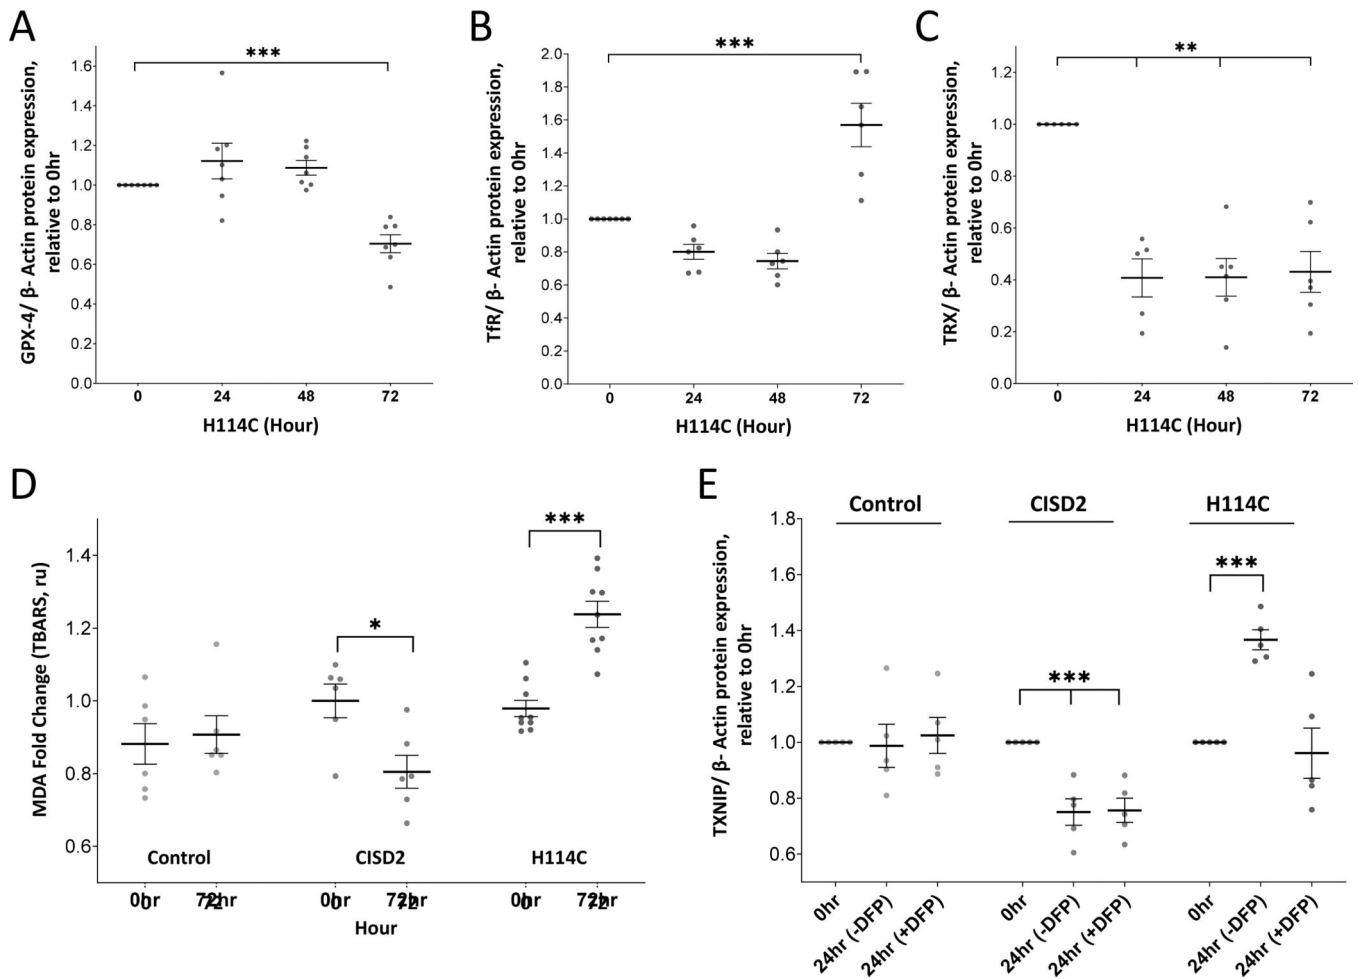 A
GPX-4/ β- Actin protein expression,
relative to 0hr
***
1.6
1.4
1.2
1.0
0.8
0.6
0.4
0.2
0.0
0
24
48
72
H114C (Hour)
B
TfR/ β- Actin protein expression,
relative to 0hr
***
2.0
1.8
1.6
1.4
1.2
1.0
0.8
0.6
0.4
0.2
0.0
0
24
48
72
H114C (Hour)
C
TRX/ β- Actin protein expression,
relative to 0hr
**
1.2
1.0
0.8
0.6
0.4
0.2
0.0
0
24
48
72
H114C (Hour)
D
MDA Fold Change (TBARS, ru)
1.4
1.2
1.0
0.8
0.6
*
***
Control
CISD2
H114C
0hr
0
72hr
72
0hr
0
72hr
72
0hr
0
72hr
72
Hour
E
TXNIP/ β- Actin protein expression,
relative to 0hr
Control
CISD2
H114C
1.8
1.6
1.4
1.2
1.0
0.8
0.6
***
***
0hr
24hr (-DFP)
24hr (+DFP)
0hr
24hr (-DFP)
24hr (+DFP)
0hr
24hr (-DFP)
24hr (+DFP)